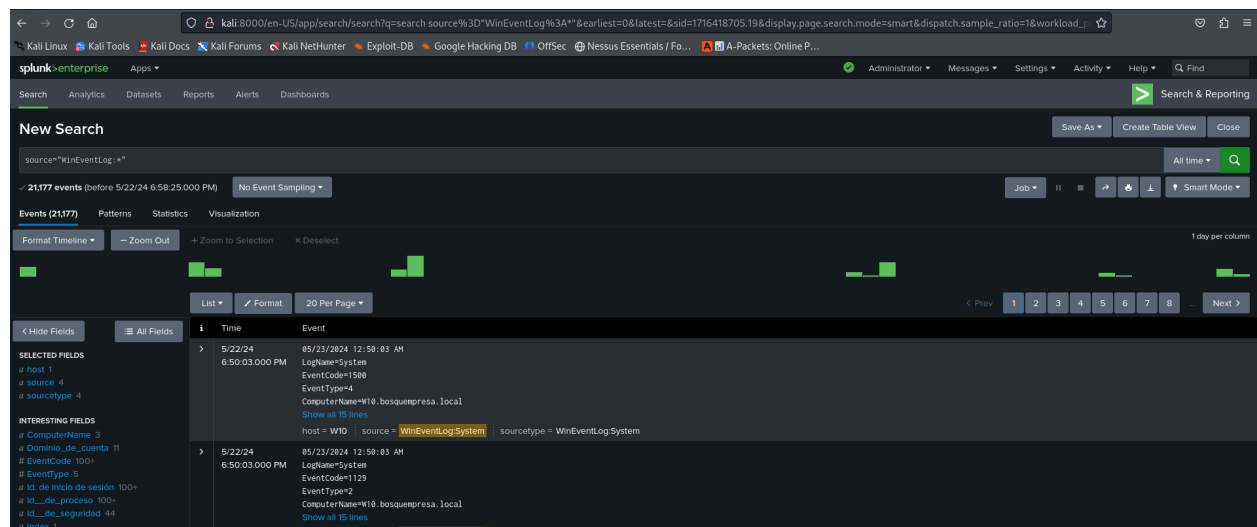 kali:8000/en-US/app/search/search?q=search source%3D"WinEventLog%3A*"&earliest=0&latest=&sid=1716418705.19&display.page.search.mode=smart&dispatch.sample_ratio=1&workload_p
Kali Linux Kali Tools Kali Docs Kali Forums Kali NetHunter Exploit-DB Google Hacking DB OffSec Nessus Essentials / Fo... A-Packets: Online P...
splunk>enterprise Apps Administrator Messages Settings Activity Help Find
Search Analytics Datasets Reports Alerts Dashboards Search & Reporting
New Search Save As Create Table View Close
source="WinEventLog:*" All time
✓ 21,177 events (before 5/22/24 6:58:25.000 PM) No Event Sampling Job Smart Mode
Events (21,177) Patterns Statistics Visualization
Format Timeline – Zoom Out + Zoom to Selection × Deselect 1 day per column
List Format 20 Per Page < Prev 1 2 3 4 5 6 7 8 ... Next >
< Hide Fields All Fields i Time Event
SELECTED FIELDS
a host 1
a source 4
a sourcetype 4
INTERESTING FIELDS
a ComputerName 3
a Dominio_de_cuenta 11
# EventCode 100+
# EventType 5
a Id. de inicio de sesión 100+
a Id__de_proceso 100+
a Id__de_seguridad 44
a index 1
> 5/22/24 6:50:03.000 PM
05/23/2024 12:50:03 AM
LogName=System
EventCode=1500
EventType=4
ComputerName=W10.bosquempresa.local
Show all 15 lines
host = W10 source = WinEventLog:System sourcetype = WinEventLog:System
> 5/22/24 6:50:03.000 PM
05/23/2024 12:50:03 AM
LogName=System
EventCode=1129
EventType=2
ComputerName=W10.bosquempresa.local
Show all 15 lines